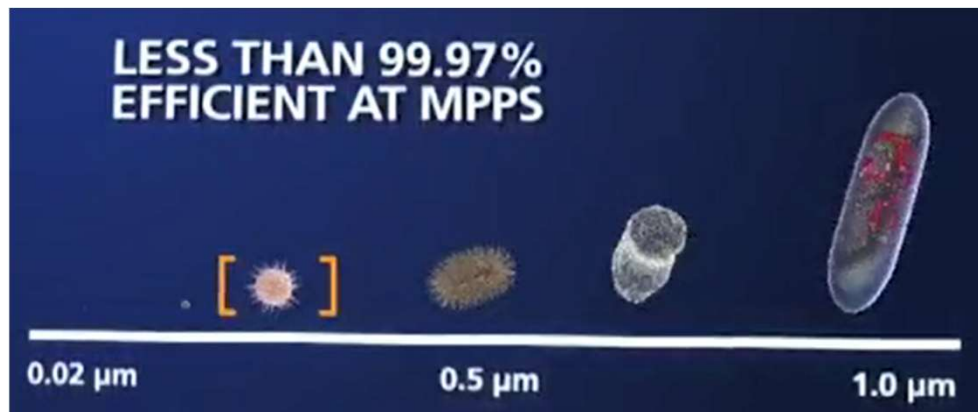 LESS THAN 99.97%
EFFICIENT AT MPPS
0.02 μm
0.5 μm
1.0 μm